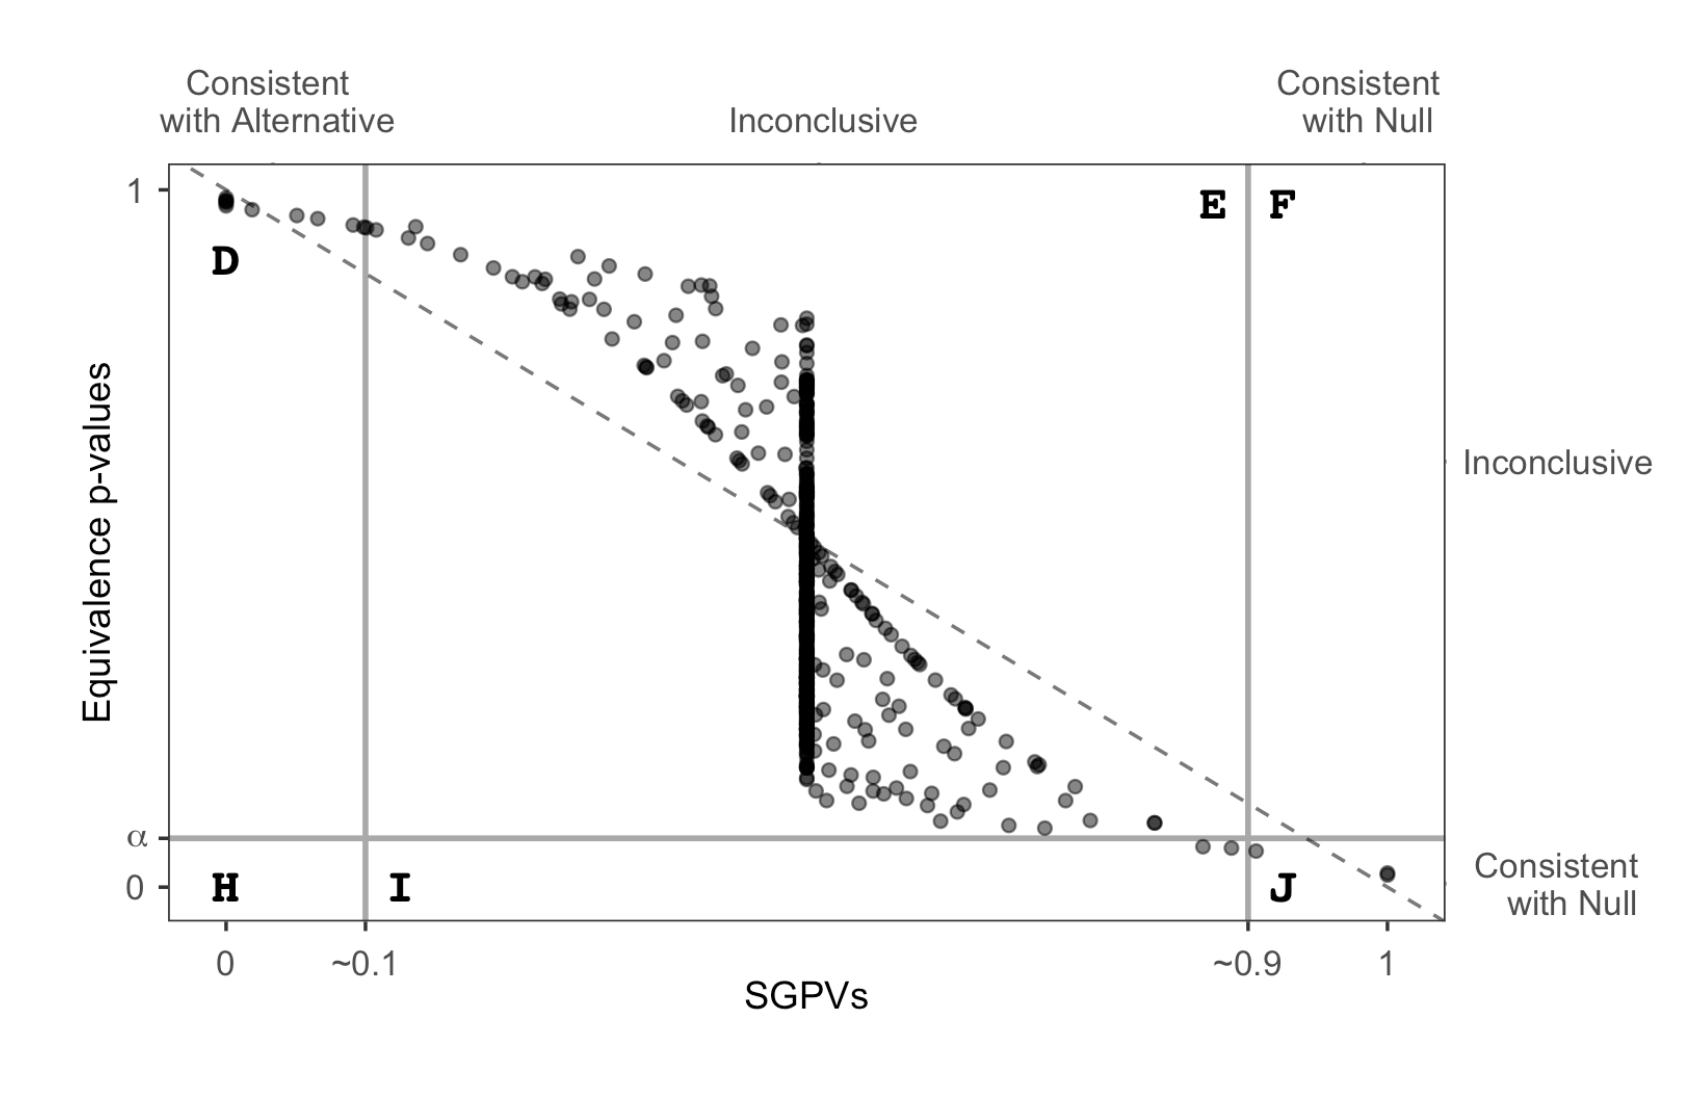 Consistent
with Alternative
Inconclusive
Consistent
with Null
1
E
F
D
Equivalence p-values
Inconclusive
α
0
H
I
J
Consistent
with Null
0
~0.1
~0.9
1
SGPVs